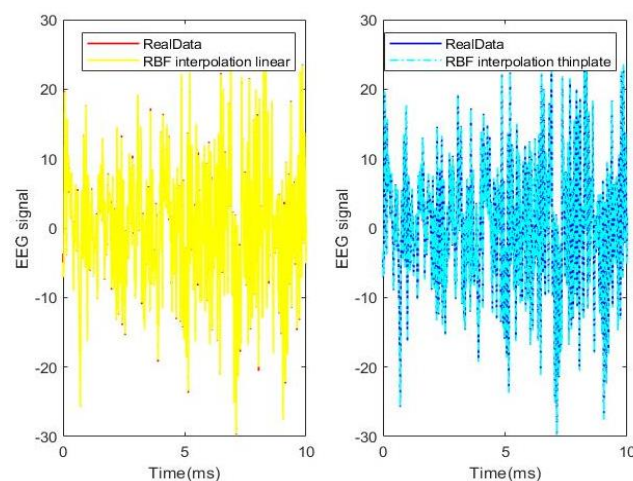 30
20
10
0
-10
-20
-30
EEG signal
RealData
RBF interpolation linear
0
5
10
Time(ms)
30
20
10
0
-10
-20
-30
EEG signal
RealData
RBF interpolation thinplate
0
5
10
Time(ms)